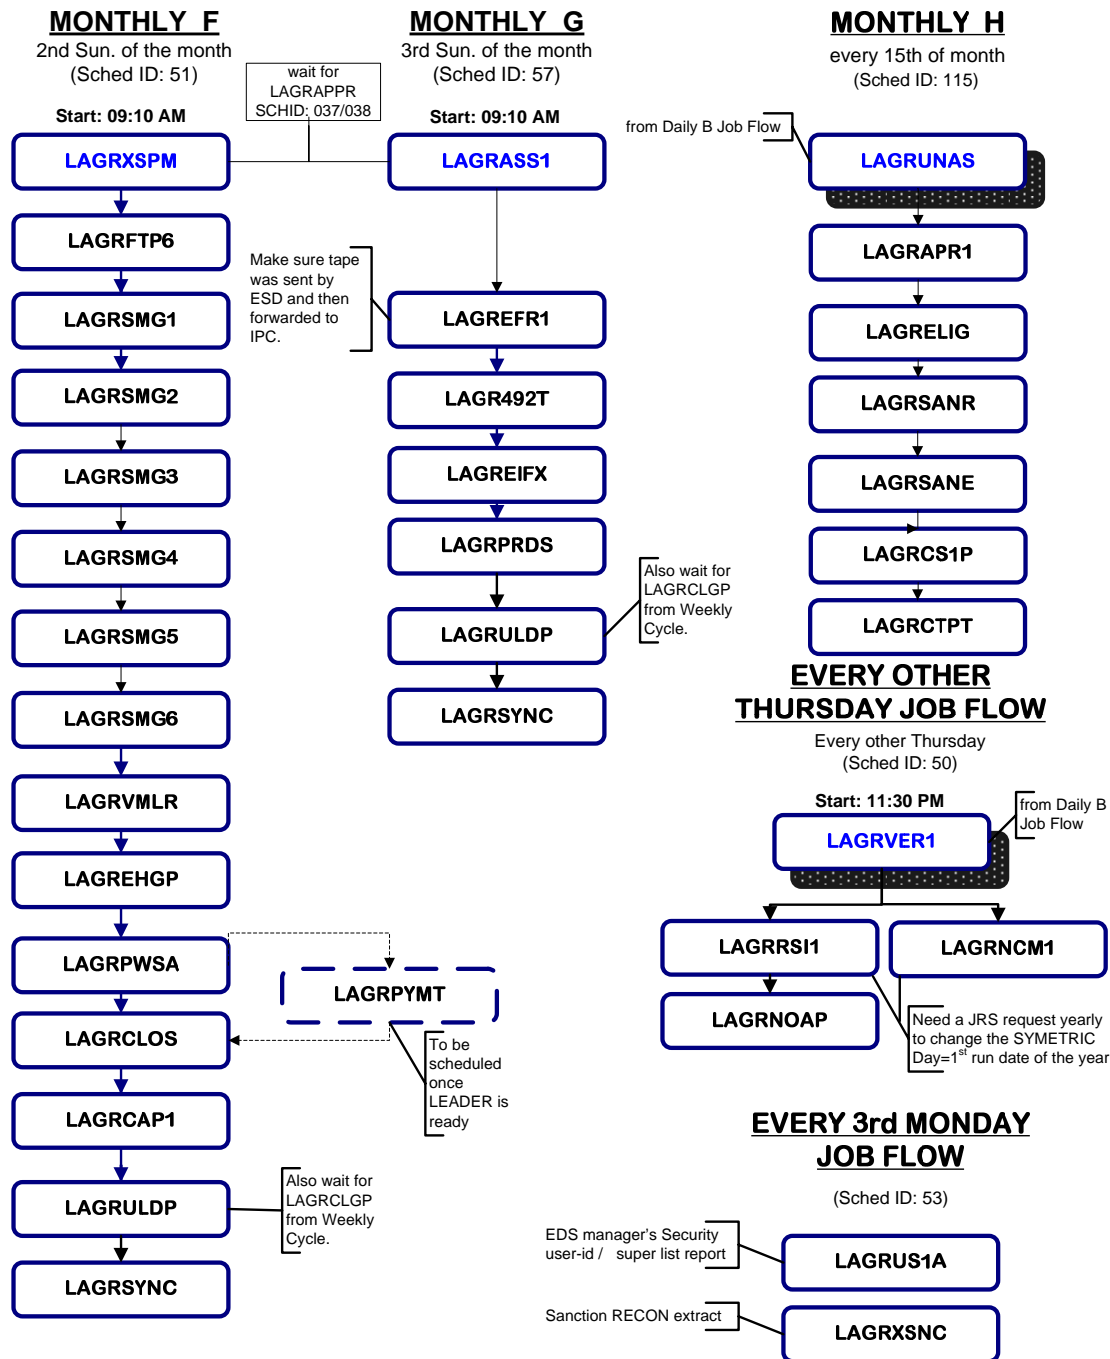 MONTHLY F
2nd Sun. of the month
(Sched ID: 51)
Start: 09:10 AM
LAGRXSPM
LAGRFTP6
LAGRSMG1
LAGRSMG2
LAGRSMG3
LAGRSMG4
LAGRSMG5
LAGRSMG6
LAGRVMLR
LAGREHGP
LAGRPWSA
LAGRCLOS
LAGRCAP1
LAGRULDP
LAGRSYNC
wait for
LAGRAPPR
SCHID: 037/038
LAGRPYMT
To be
scheduled
once
LEADER is
ready
Also wait for
LAGRCLGP
from Weekly
Cycle.
MONTHLY G
3rd Sun. of the month
(Sched ID: 57)
Start: 09:10 AM
LAGRASS1
Make sure tape
was sent by
ESD and then
forwarded to
IPC.
LAGREFR1
LAGR492T
LAGREIFX
LAGRPRDS
LAGRULDP
LAGRSYNC
Also wait for
LAGRCLGP
from Weekly
Cycle.
MONTHLY H
every 15th of month
(Sched ID: 115)
from Daily B Job Flow
LAGRUNAS
LAGRAPR1
LAGRELIG
LAGRSANR
LAGRSANE
LAGRCS1P
LAGRCTPT
EVERY OTHER
THURSDAY JOB FLOW
Every other Thursday
(Sched ID: 50)
Start: 11:30 PM
LAGRVER1
from Daily B
Job Flow
LAGRRSI1
LAGRNCM1
LAGRNOAP
Need a JRS request yearly
to change the SYMETRIC
Day=1st run date of the year
EVERY 3rd MONDAY
JOB FLOW
(Sched ID: 53)
EDS manager's Security
user-id / super list report
LAGRUS1A
Sanction RECON extract
LAGRXSNC